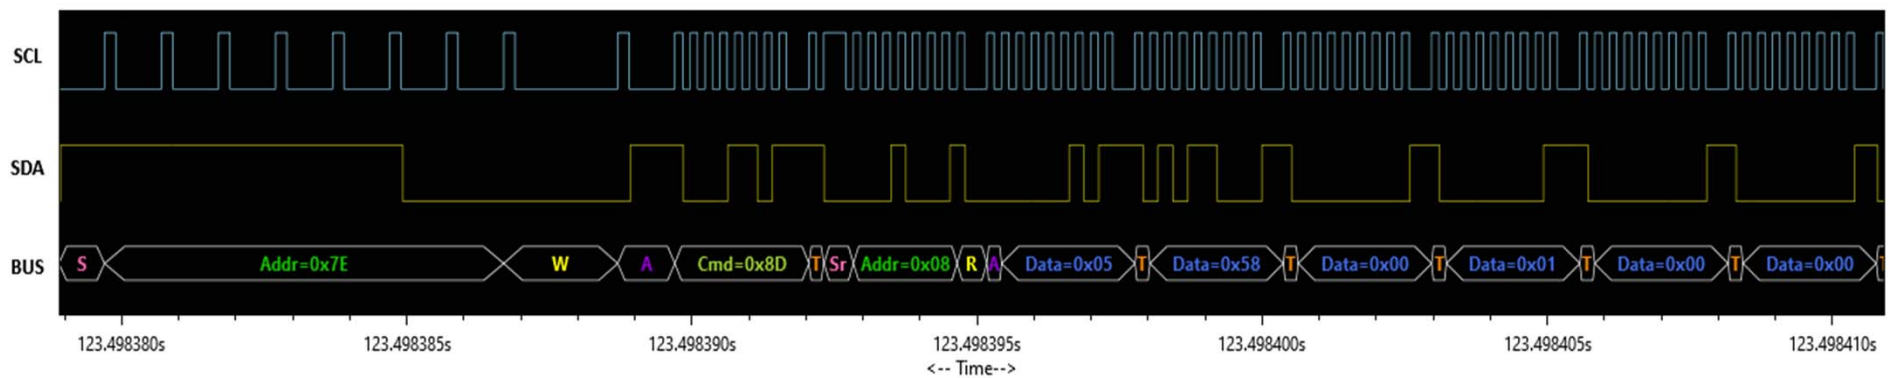 SCL
SDA
BUS S Addr=0x7E W A Cmd=0x8D T Sr Addr=0x08 R A Data=0x05 T Data=0x58 T Data=0x00 T Data=0x01 T Data=0x00 T Data=0x00 T
123.498380s 123.498385s 123.498390s 123.498395s 123.498400s 123.498405s 123.498410s
<-- Time-->